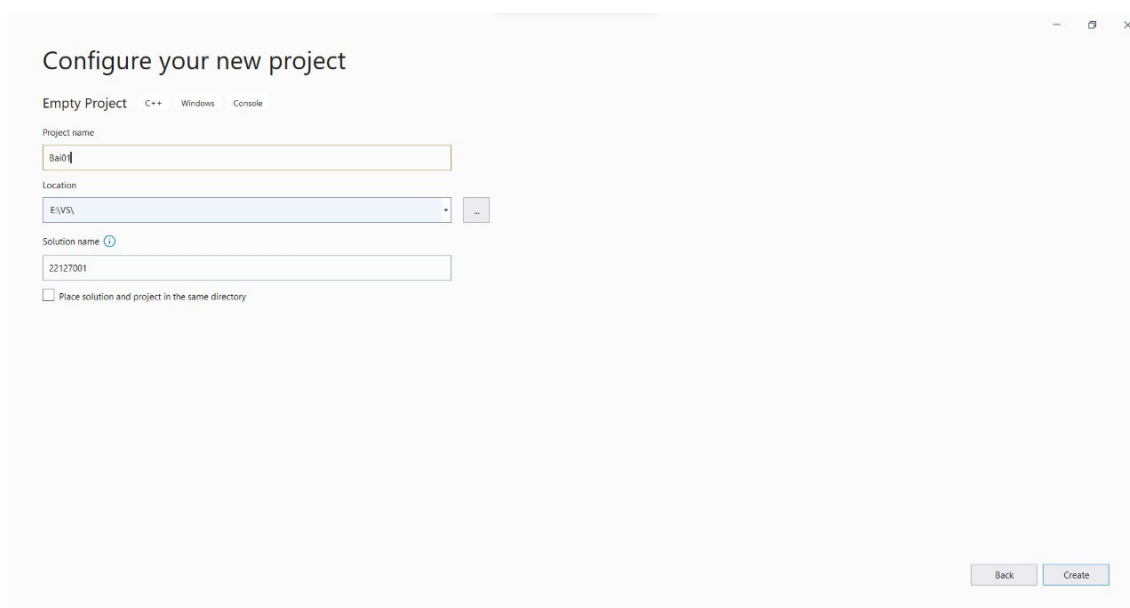 Configure your new project
Empty Project C++ Windows Console
Project name
Bai01
Location
E:\VS\
...
Solution name
22127001
Place solution and project in the same directory
Back Create